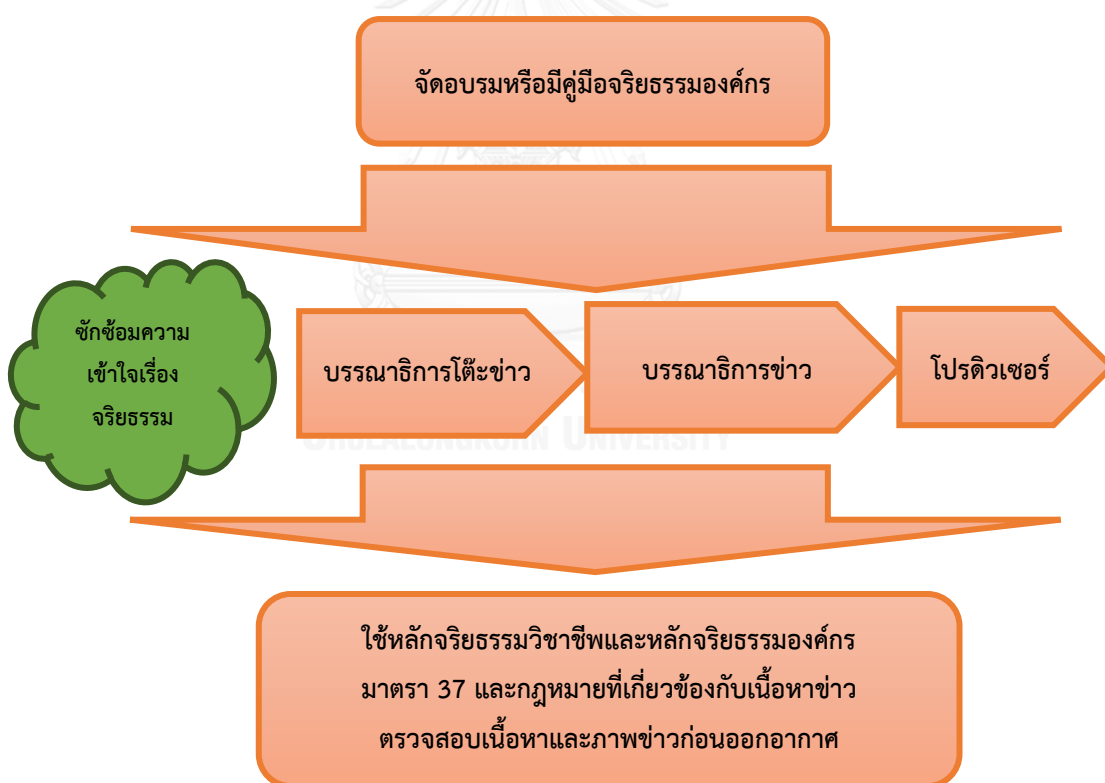 จัดอบรมหรือมีคู่มือจริยธรรมองค์กร
ซักซ้อมความ
เข้าใจเรื่อง
จริยธรรม
บรรณาธิการโต๊ะข่าว
บรรณาธิการข่าว
โปรดิวเซอร์
CHULALONGKORN UNIVERSITY
ใช้หลักจริยธรรมวิชาชีพและหลักจริยธรรมองค์กร
มาตรา 37 และกฎหมายที่เกี่ยวข้องกับเนื้อหาข่าว
ตรวจสอบเนื้อหาและภาพข่าวก่อนออกอากาศ